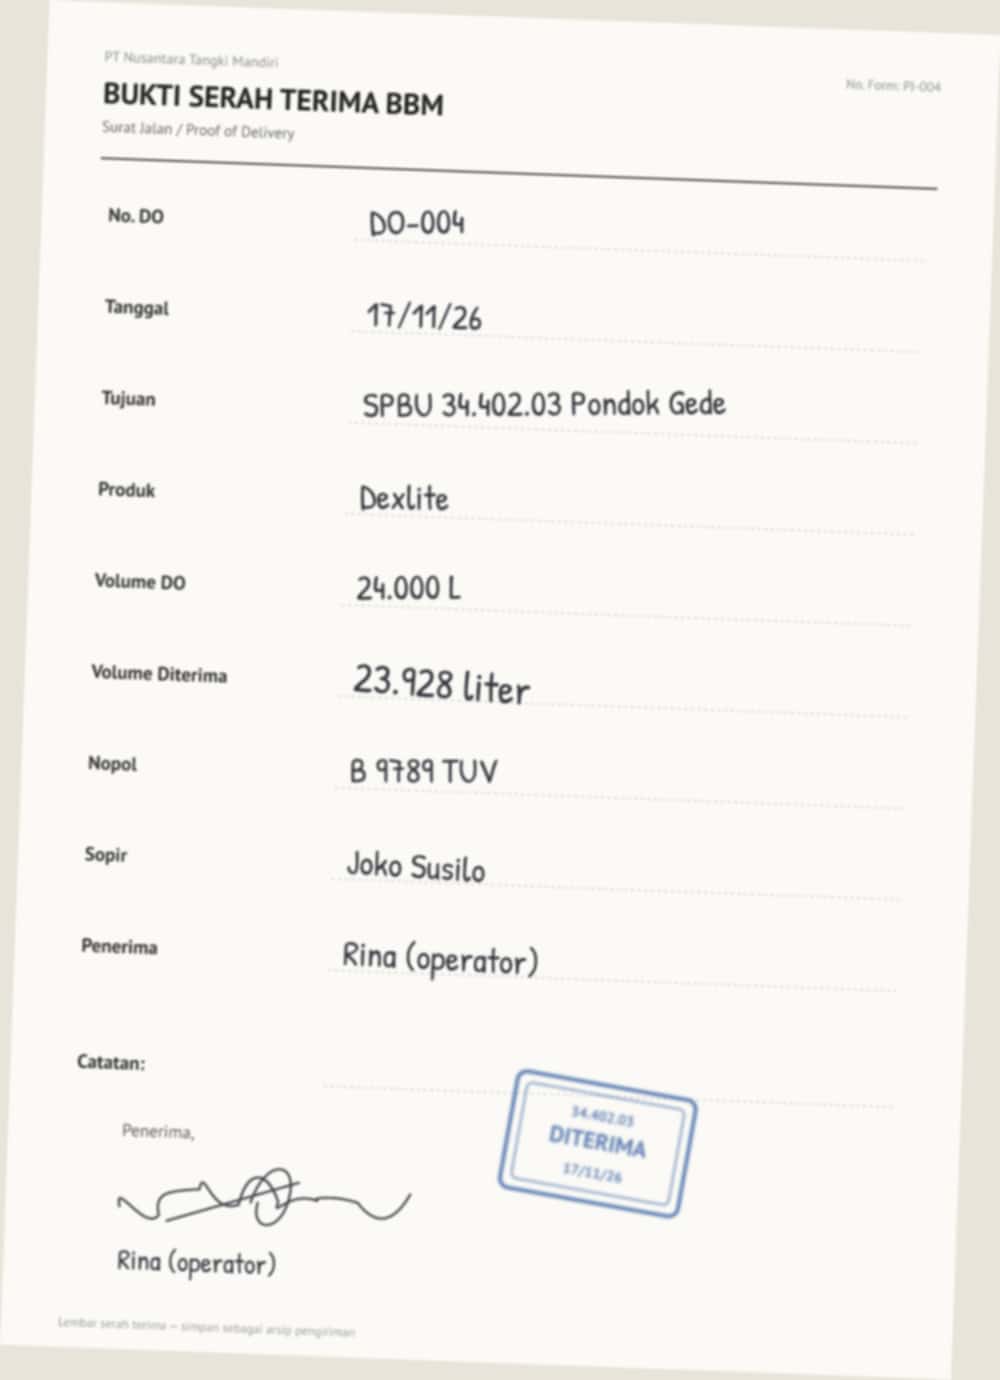 PT Nusantara Tangki Mandiri
No. Form: PJ-004
BUKTI SERAH TERIMA BBM
Surat Jalan / Proof of Delivery
No. DO DO-004
Tanggal 17/11/26
Tujuan SPBU 34.402.03 Pondok Gede
Produk Dexlite
Volume DO 24.000 L
Volume Diterima 23.928 liter
Nopol B 9789 TUV
Sopir Joko Susilo
Penerima Rina (operator)
Catatan:
34.402.03
DITERIMA
17/11/26
Penerima,
Rina (operator)
Lembar serah terima — simpan sebagai arsip pengiriman